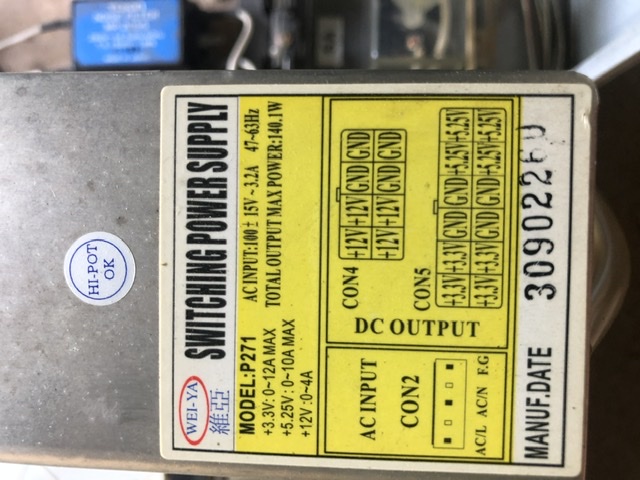 WEI-YA
維亞
SWITCHING POWER SUPPLY
MODEL:P271
AC INPUT:100±15V~3.2A 47~63Hz
+3.3V: 0~12A MAX
TOTAL OUTPUT MAX POWER:140.1W
+5.25V: 0~10A MAX
+12V :0~4A
AC INPUT
CON2
AC/L AC/N F.G
CON4
+12V +12V GND GND
+12V +12V GND GND
CON5
+3.3V +3.3V GND GND +5.25V +5.25V
+3.3V +3.3V GND GND +5.25V +5.25V
DC OUTPUT
MANUF.DATE
30902260
HI-POT
OK